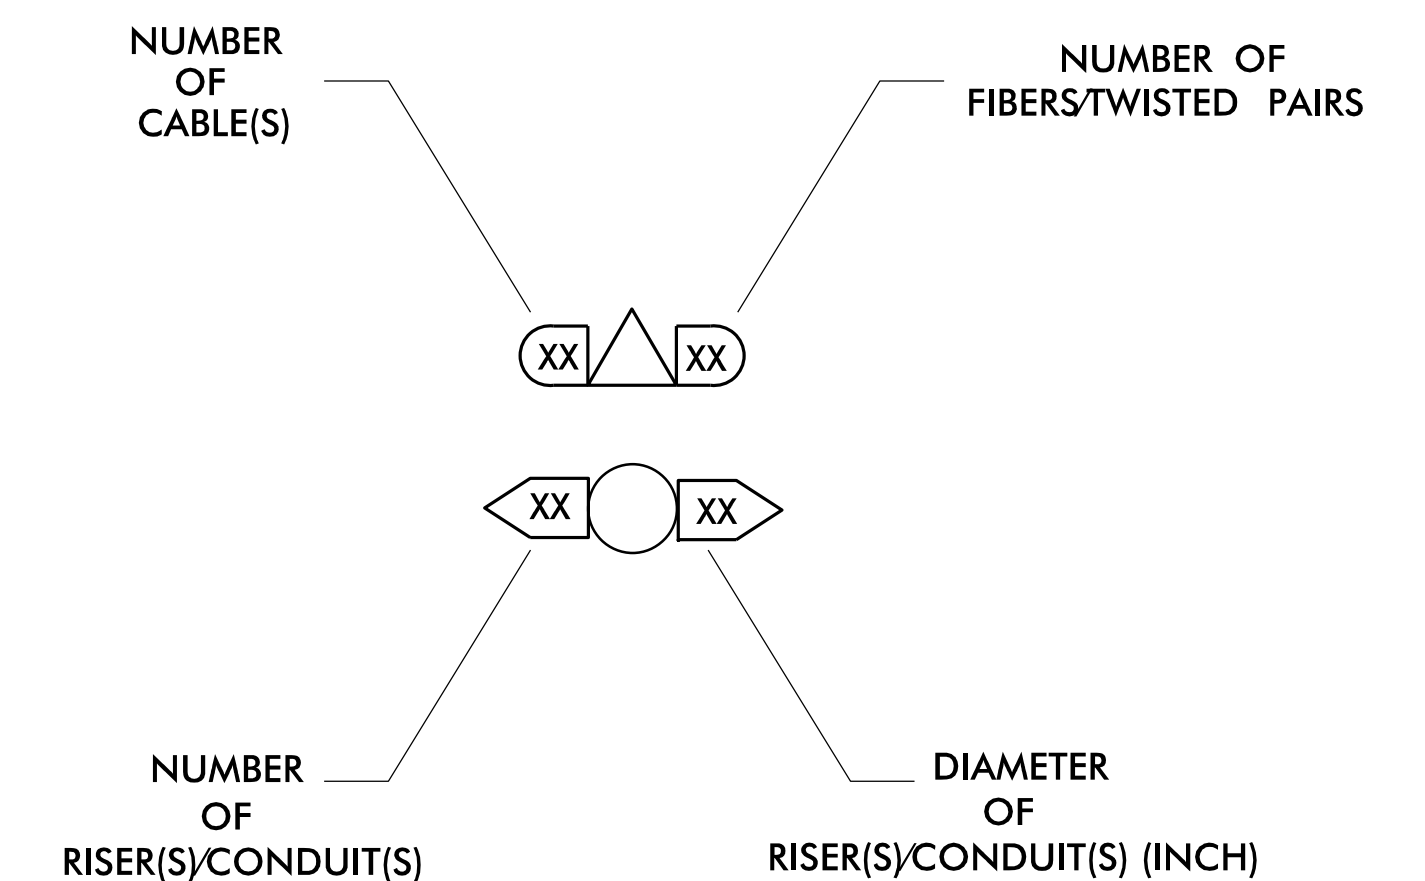 NUMBER
OF
CABLE(S)
NUMBER OF
FIBERS/TWISTED PAIRS
XX
XX
XX
XX
NUMBER
OF
RISER(S)/CONDUIT(S)
DIAMETER
OF
RISER(S)/CONDUIT(S) (INCH)